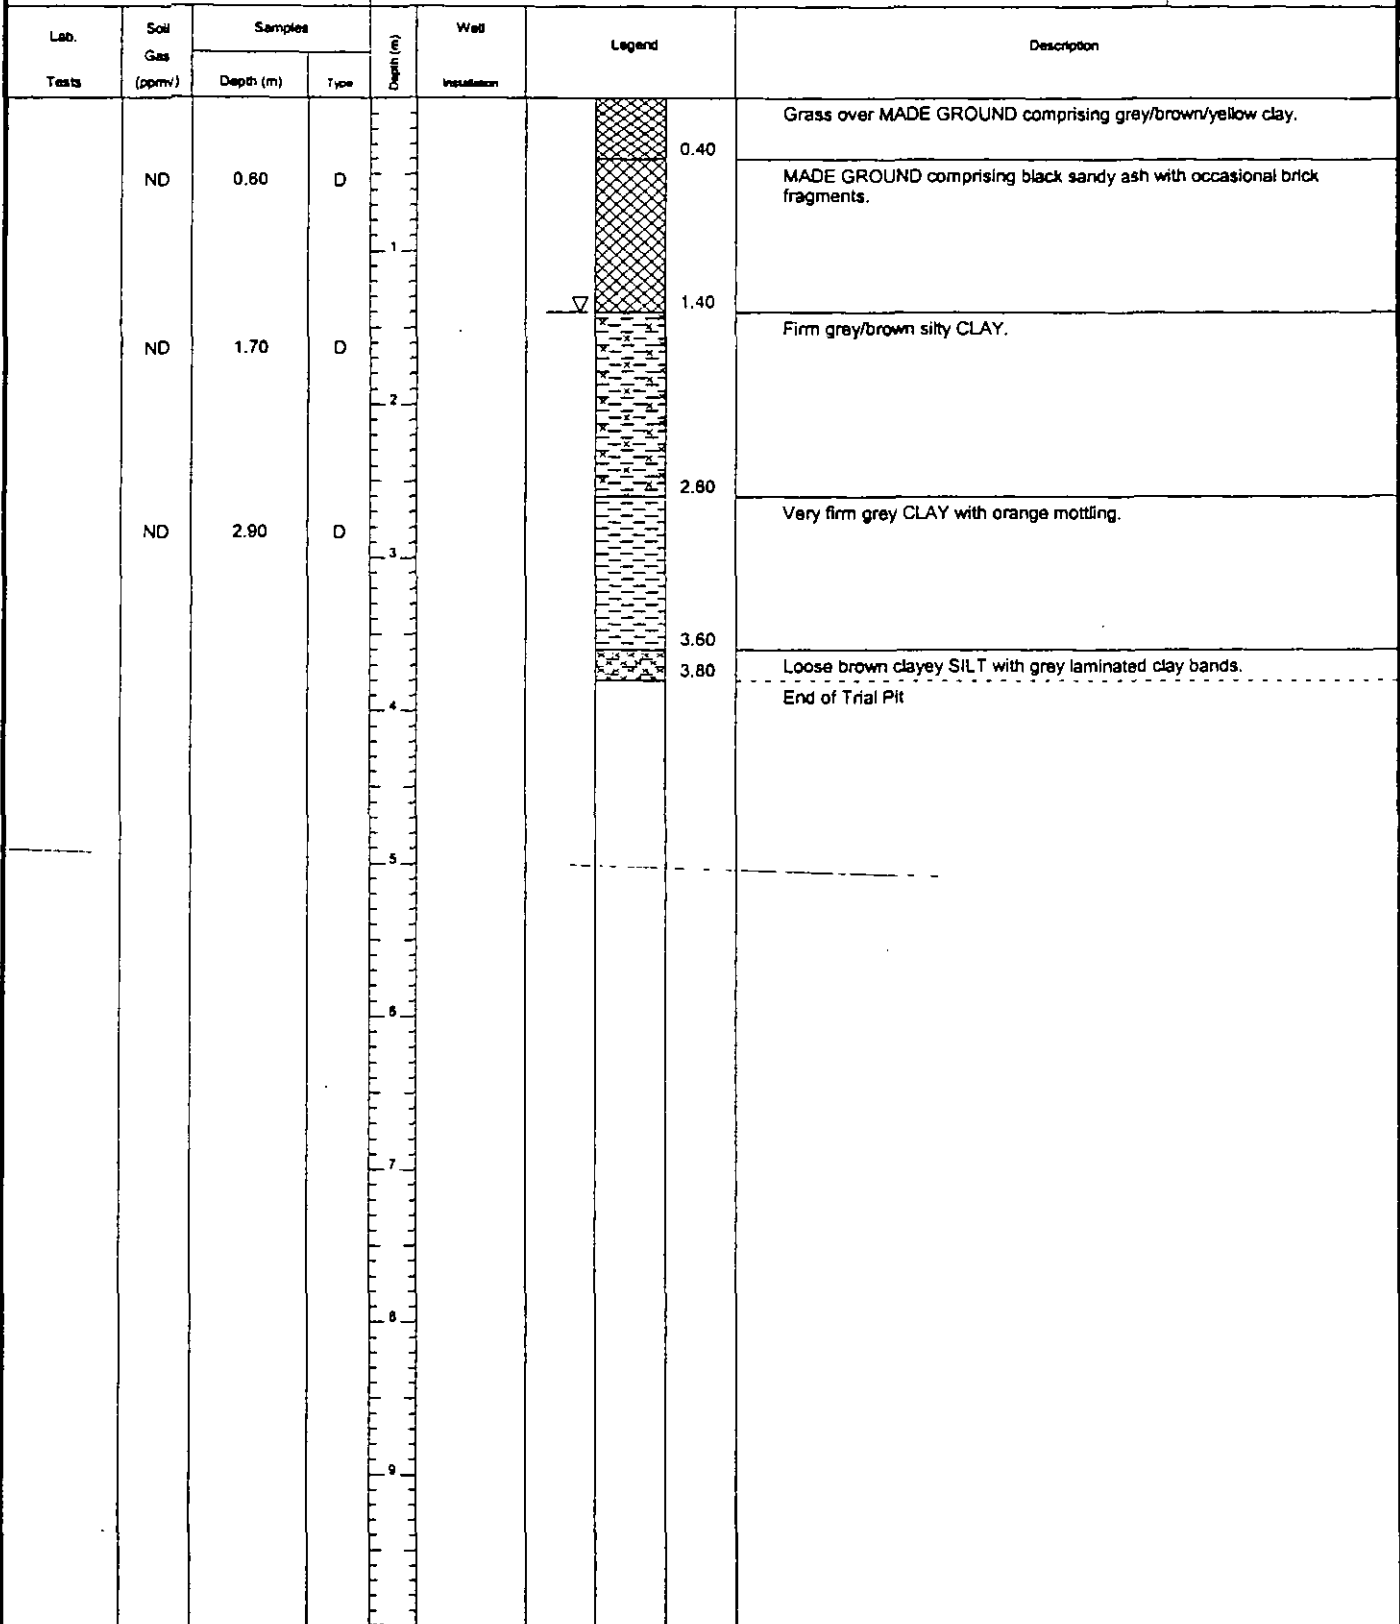 Lab.
Tests
Soil
Gas
(ppmv)
Samples
Depth (m)
Type
Depth (m)
Well
Installation
Legend
Description
Grass over MADE GROUND comprising grey/brown/yellow clay.
0.40
ND 0.60 D
MADE GROUND comprising black sandy ash with occasional brick
fragments.
1
1.40
Firm grey/brown silty CLAY.
ND 1.70 D
2
2.60
Very firm grey CLAY with orange mottling.
ND 2.90 D
3
3.60
Loose brown clayey SILT with grey laminated clay bands.
3.80
End of Trial Pit
4
5
6
7
8
9